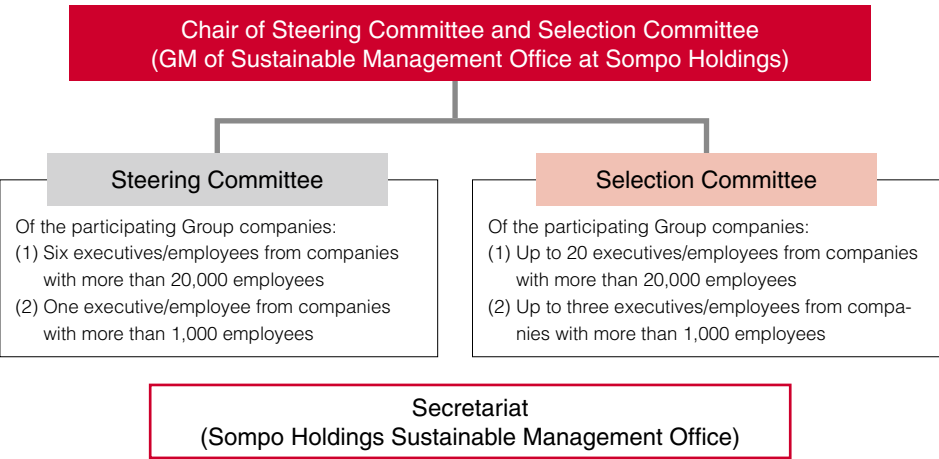 Chair of Steering Committee and Selection Committee
(GM of Sustainable Management Office at Sompo Holdings)
Steering Committee
Of the participating Group companies:
(1) Six executives/employees from companies
with more than 20,000 employees
(2) One executive/employee from companies
with more than 1,000 employees
Selection Committee
Of the participating Group companies:
(1) Up to 20 executives/employees from companies
with more than 20,000 employees
(2) Up to three executives/employees from compa-
nies with more than 1,000 employees
Secretariat
(Sompo Holdings Sustainable Management Office)